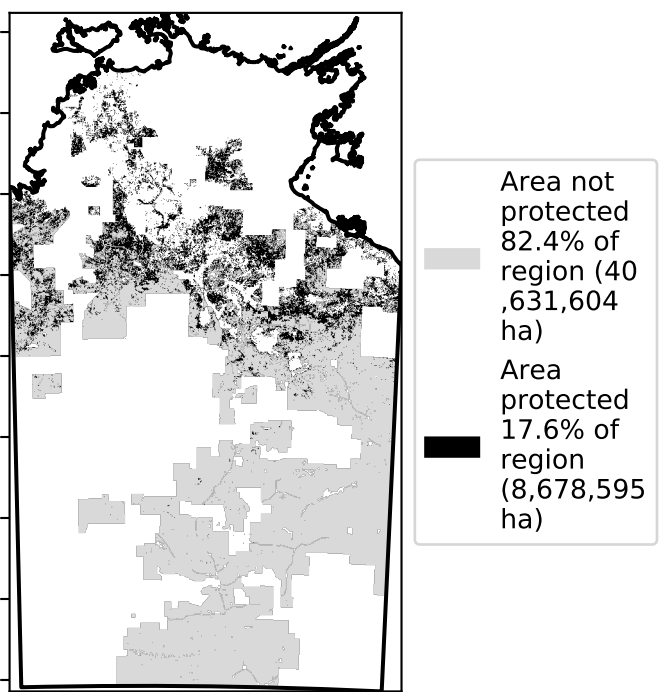 Area not
protected
82.4% of
region (40
,631,604
ha)
Area
protected
17.6% of
region
(8,678,595
ha)